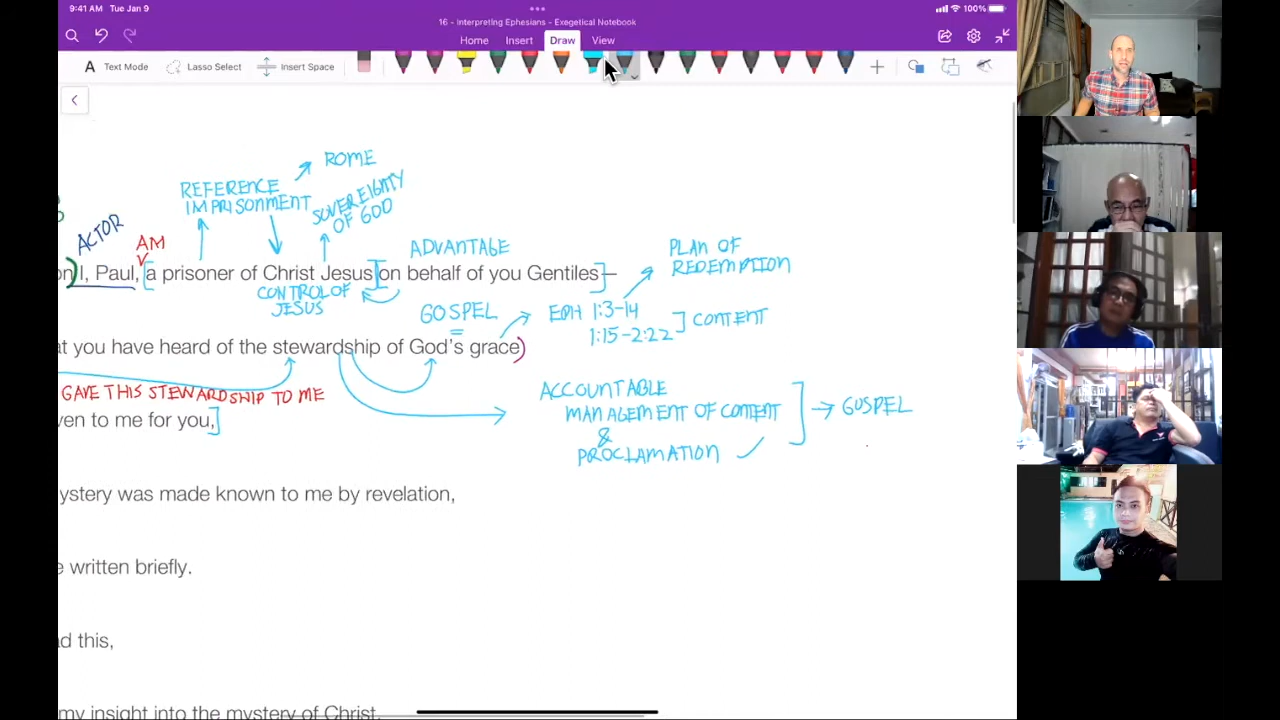 9:41 AM Tue Jan 9
100%
16 - Interpreting Ephesians - Exegetical Notebook
Home Insert Draw View
A Text Mode Lasso Select Insert Space
ROME
REFERENCE
IMPRISONMENT
SOVEREIGNTY
OF GOD
ACTOR
AM
ADVANTAGE
PLAN OF
REDEMPTION
I, Paul, [a prisoner of Christ Jesus] on behalf of you Gentiles]—
CONTROL OF
JESUS
GOSPEL
EPH 1:3-14
1:15-2:22 ] CONTENT
you have heard of the stewardship of God's grace)
GAVE THIS STEWARDSHIP TO ME
ACCOUNTABLE
MANAGEMENT OF CONTENT
&
PROCLAMATION
GOSPEL
ven to me for you,]
ystery was made known to me by revelation,
e written briefly.
d this,
my insight into the mystery of Christ,